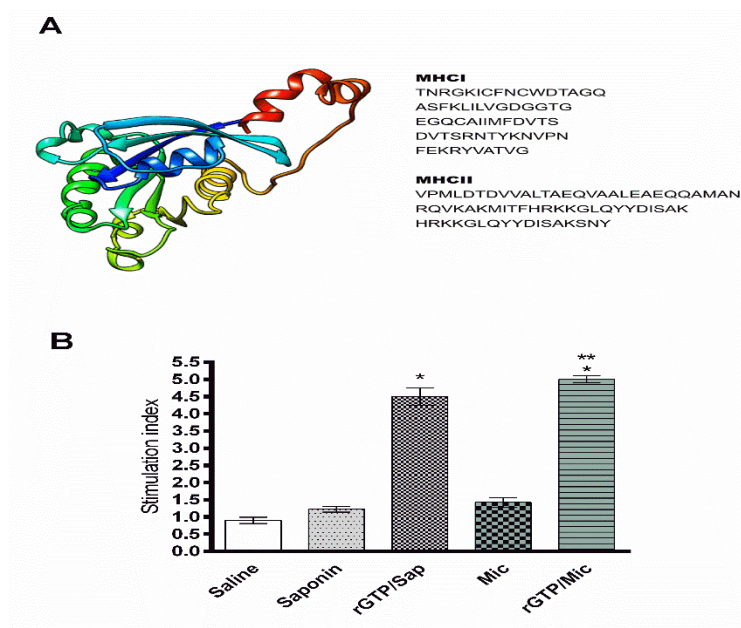 A
MHCI
TNRGKICFNCWDTAGQ
ASFKLILVGDGGTG
EGQCAIIMFDVTS
DVTSRNTYKNVPN
FEKRYVATVG
MHCII
VPMLDTDVVALTAEQVAALEAEQQAMAN
RQVKAKMITFHRKKGLQYYDISAK
HRKKGLQYYDISAKSNY
B
Stimulation index
5.5
5.0
4.5
4.0
3.5
3.0
2.5
2.0
1.5
1.0
0.5
0.0
*
**
*
Saline
Saponin
rGTP/Sap
Mic
rGTP/Mic